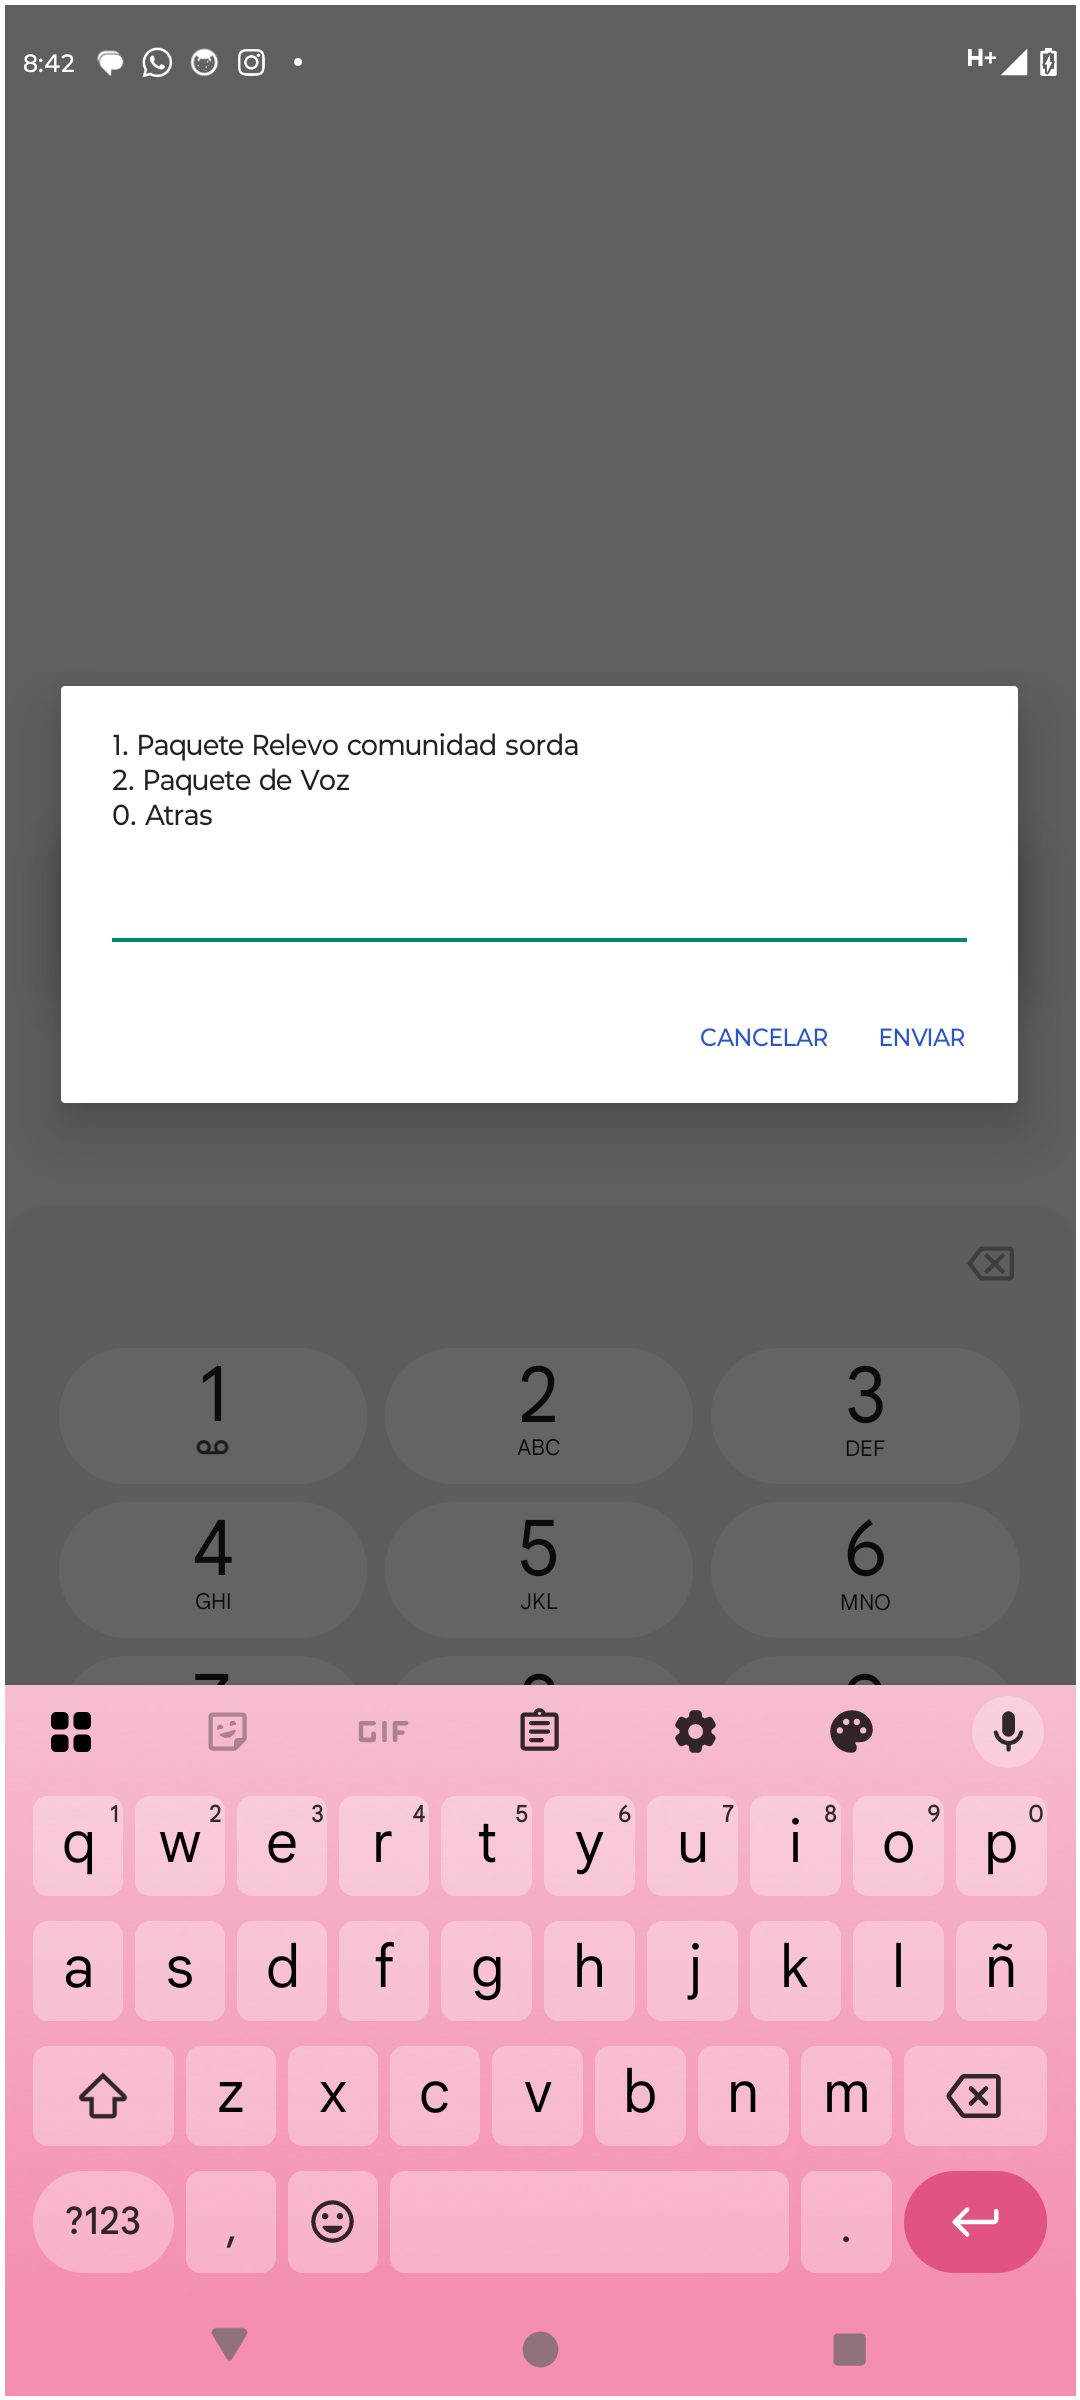 8:42 H+
1. Paquete Relevo comunidad sorda
2. Paquete de Voz
0. Atras
CANCELAR ENVIAR
1 2 3
ABC DEF
4 5 6
GHI JKL MNO
GIF
1 2 3 4 5 6 7 8 9 0
q w e r t y u i o p
a s d f g h j k l ñ
z x c v b n m
?123 , .